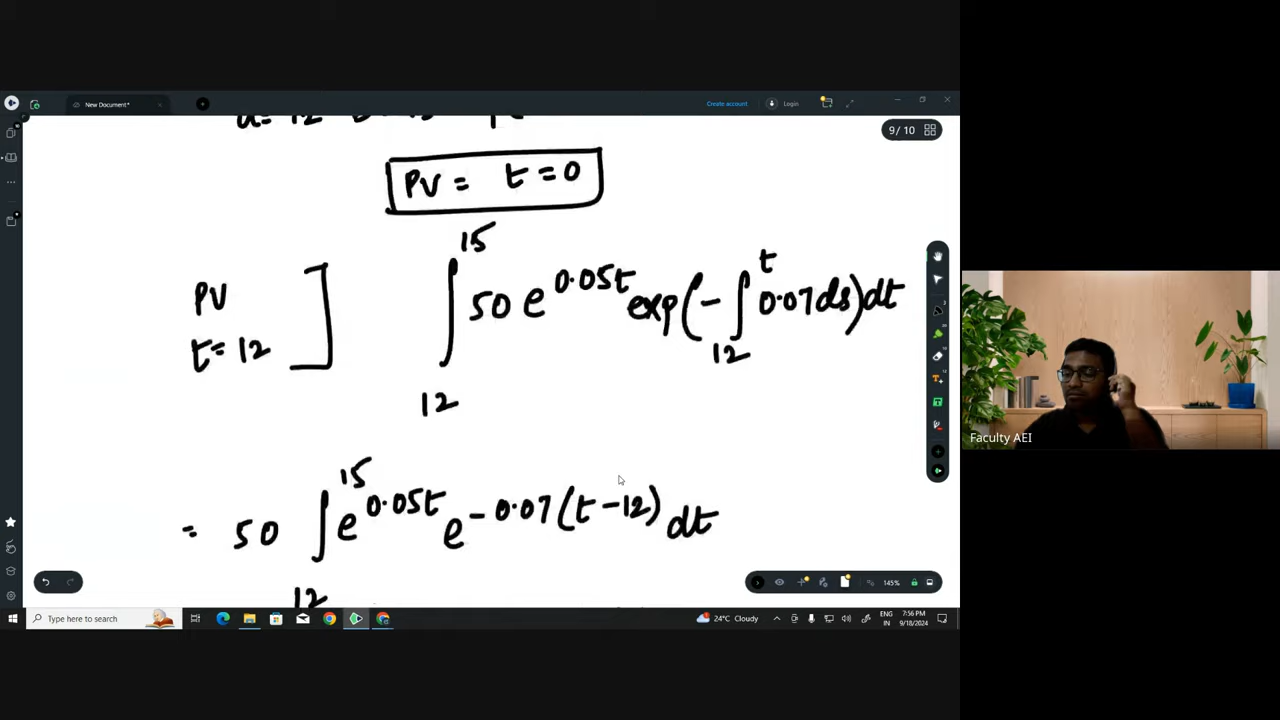 New Document*
Create account
Login
9/10
PV = t=0
PV
t=12
15
∫ 50 e^0.05t exp(- ∫ 0.07ds)dt
t
12
12
= 50 ∫ e^0.05t e^-0.07(t-12) dt
15
12
145%
Faculty AEI
Type here to search
24°C Cloudy
ENG
IN
7:56 PM
9/18/2024